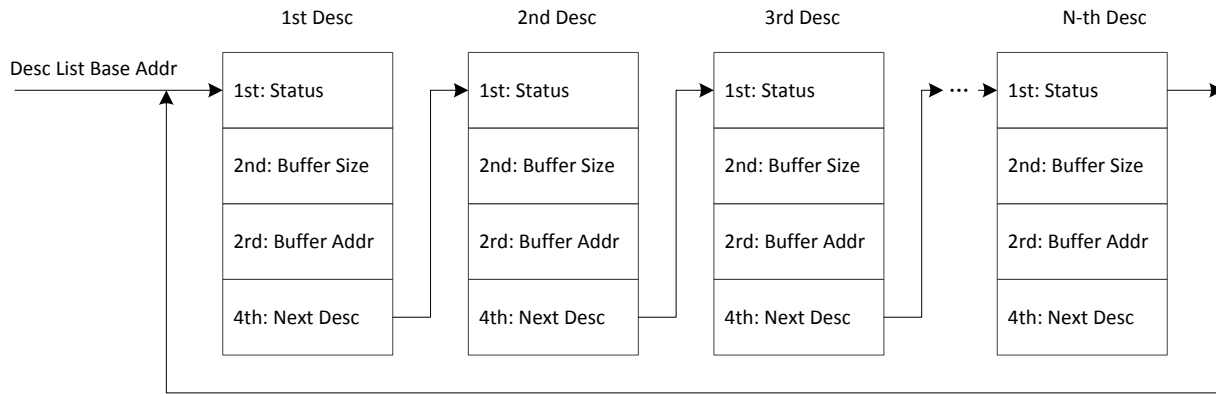 1st Desc
2nd Desc
3rd Desc
N-th Desc
Desc List Base Addr
1st: Status
2nd: Buffer Size
2rd: Buffer Addr
4th: Next Desc
1st: Status
2nd: Buffer Size
2rd: Buffer Addr
4th: Next Desc
1st: Status
2nd: Buffer Size
2rd: Buffer Addr
4th: Next Desc
...
1st: Status
2nd: Buffer Size
2rd: Buffer Addr
4th: Next Desc